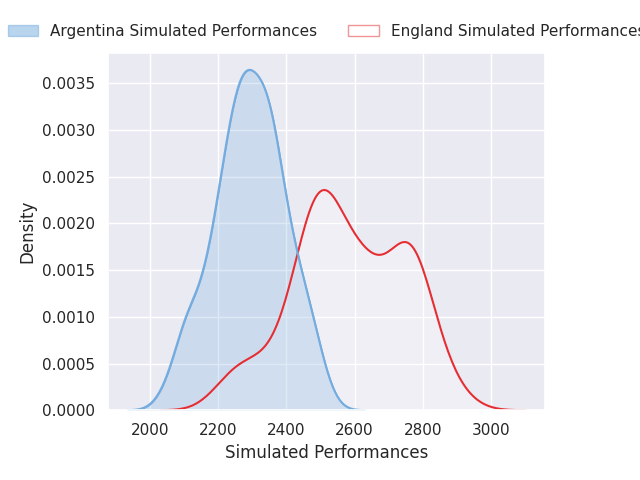 Argentina Simulated Performances
England Simulated Performances
0.0035
0.0030
0.0025
0.0020
0.0015
0.0010
0.0005
0.0000
Density
2000 2200 2400 2600 2800 3000
Simulated Performances